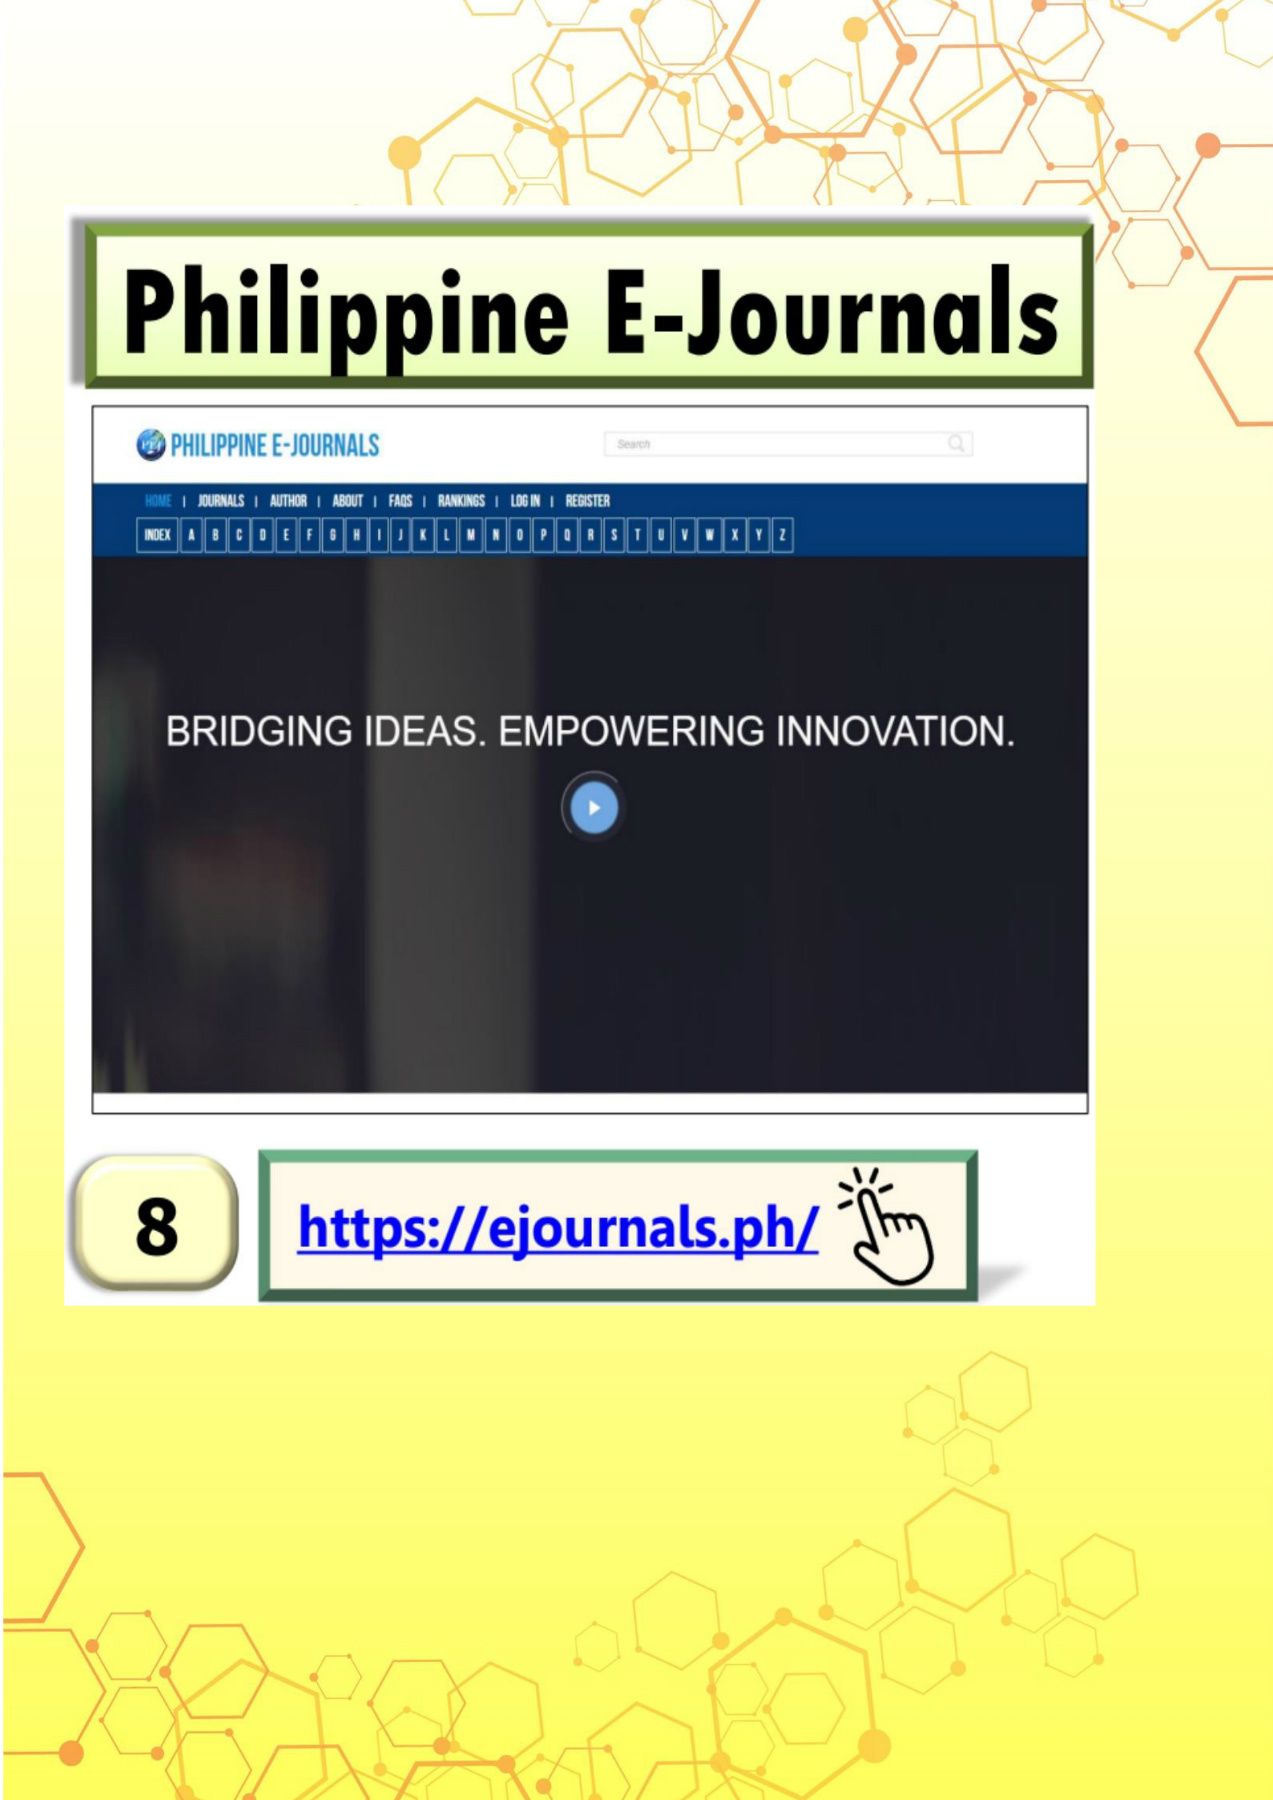 Philippine E-Journals
PHILIPPINE E-JOURNALS
Search
HOME | JOURNALS | AUTHOR | ABOUT | FAQS | RANKINGS | LOG IN | REGISTER
INDEX A B C D E F G H I J K L M N O P Q R S T U V W X Y Z
BRIDGING IDEAS. EMPOWERING INNOVATION.
8
https://ejournals.ph/